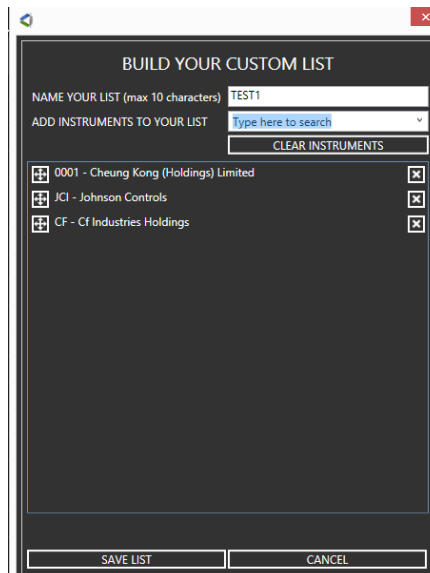 BUILD YOUR CUSTOM LIST
NAME YOUR LIST (max 10 characters) TEST1
ADD INSTRUMENTS TO YOUR LIST Type here to search
CLEAR INSTRUMENTS
0001 - Cheung Kong (Holdings) Limited
JCI - Johnson Controls
CF - Cf Industries Holdings
SAVE LIST CANCEL